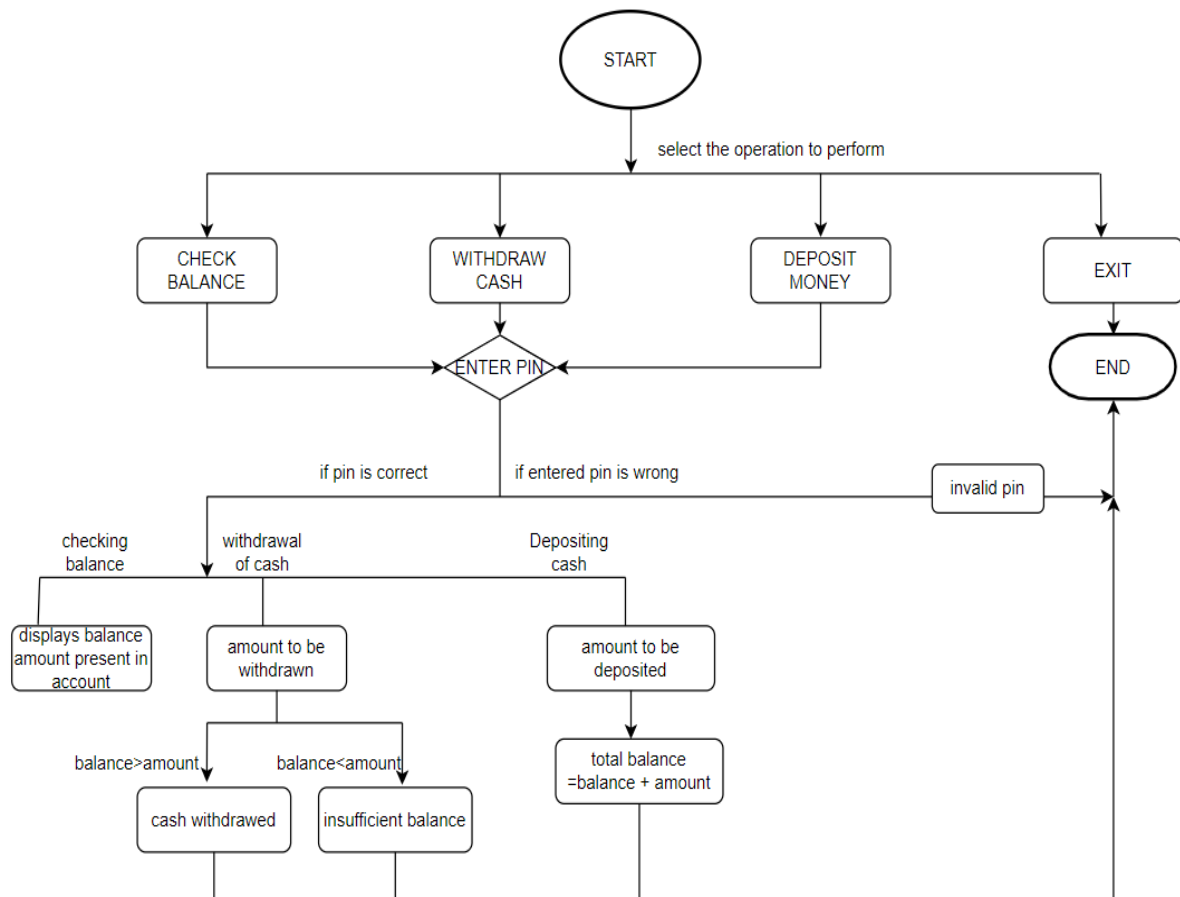 START
select the operation to perform
CHECK
BALANCE
WITHDRAW
CASH
DEPOSIT
MONEY
EXIT
ENTER PIN
END
if pin is correct
if entered pin is wrong
invalid pin
checking
balance
withdrawal
of cash
Depositing
cash
displays balance
amount present in
account
amount to be
withdrawn
amount to be
deposited
balance>amount
balance<amount
total balance
=balance + amount
cash withdrawed
insufficient balance